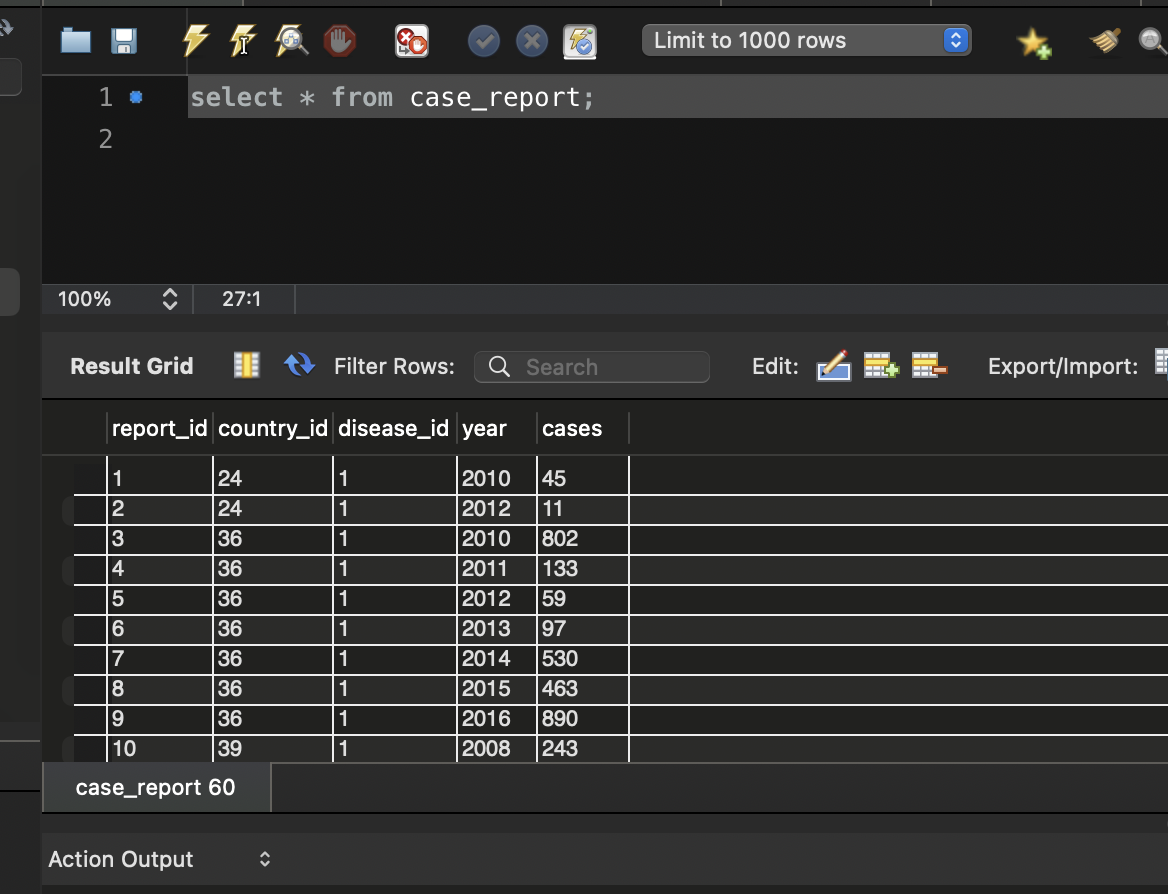 Limit to 1000 rows
1 select * from case_report;
2
100% 27:1
Result Grid Filter Rows: Search Edit: Export/Import:
report_id country_id disease_id year cases
1 24 1 2010 45
2 24 1 2012 11
3 36 1 2010 802
4 36 1 2011 133
5 36 1 2012 59
6 36 1 2013 97
7 36 1 2014 530
8 36 1 2015 463
9 36 1 2016 890
10 39 1 2008 243
case_report 60
Action Output